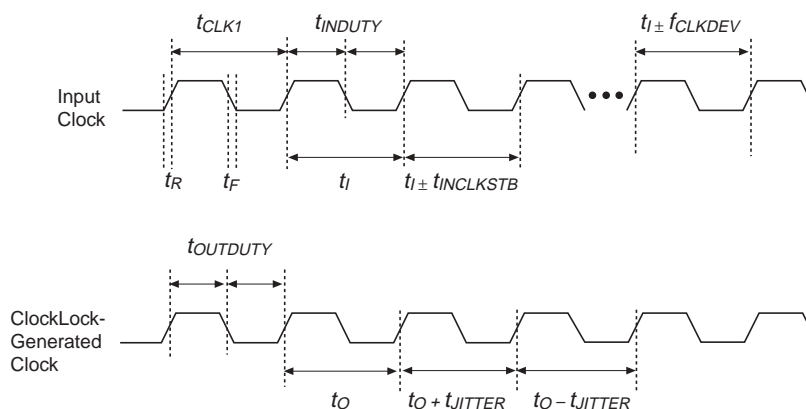 tCLK1 tINDUTY tI ± fCLKDEV
Input
Clock
tR tF tI tI ± tINCLKSTB
tOUTDUTY
ClockLock-
Generated
Clock
tO tO + tJITTER tO – tJITTER